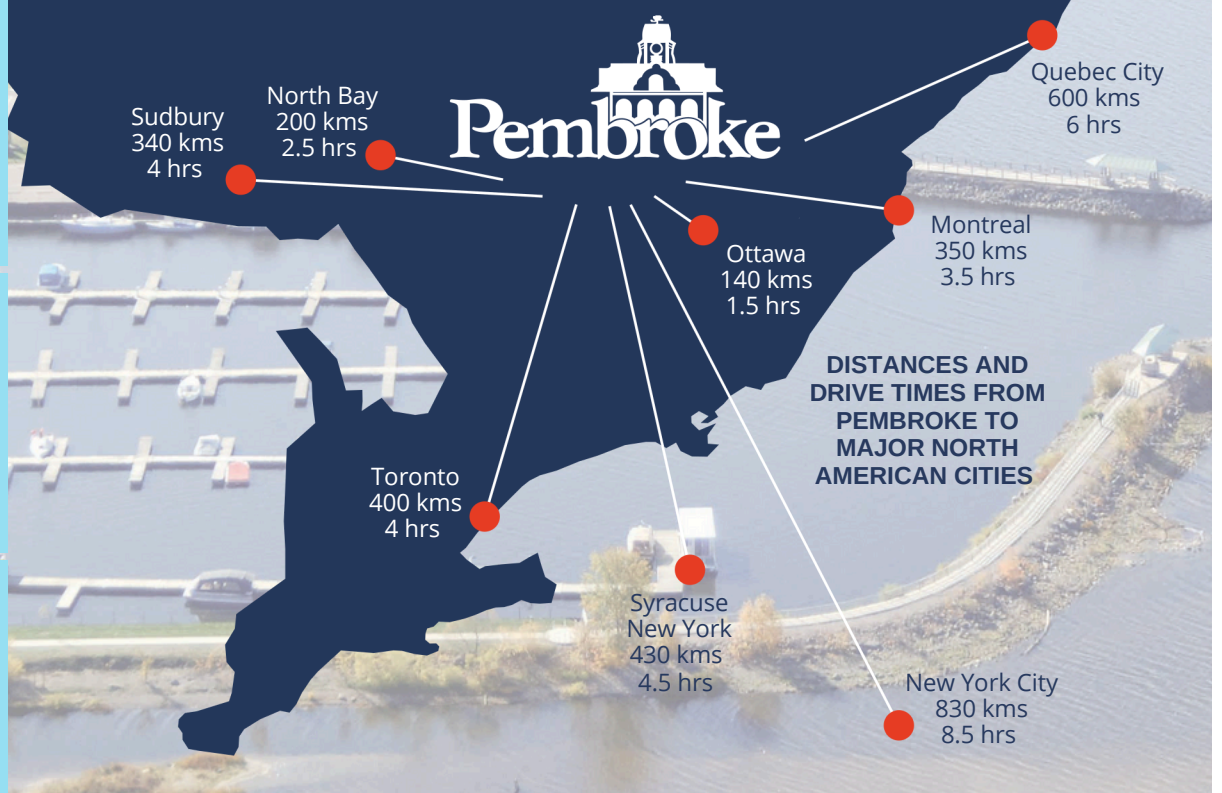 Pembroke
Quebec City
600 kms
6 hrs
North Bay
200 kms
2.5 hrs
Sudbury
340 kms
4 hrs
Montreal
350 kms
3.5 hrs
Ottawa
140 kms
1.5 hrs
DISTANCES AND
DRIVE TIMES FROM
PEMBROKE TO
MAJOR NORTH
AMERICAN CITIES
Toronto
400 kms
4 hrs
Syracuse
New York
430 kms
4.5 hrs
New York City
830 kms
8.5 hrs